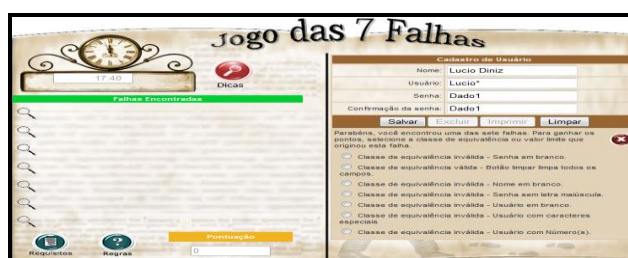 Jogo das 7 Falhas
17:40
Dicas
Falhas Encontradas
Requisitos
Regras
Pontuação
0
Cadastro de Usuário
Nome: Lucio Diniz
Usuário: Lucio*
Senha: Dado1
Confirmação da senha: Dado1
Salvar Excluir Imprimir Limpar
Parabéns, você encontrou uma das sete falhas. Para ganhar os
pontos, selecione a classe de equivalência ou valor limite que
originou esta falha.
Classe de equivalência inválida - Senha em branco.
Classe de equivalência válida - Botão limpar limpa todos os
campos.
Classe de equivalência inválida - Nome em branco.
Classe de equivalência inválida - Senha sem letra maiúscula.
Classe de equivalência inválida - Usuário em branco.
Classe de equivalência inválida - Usuário com caracteres
especiais
Classe de equivalência inválida - Usuário com Número(s).